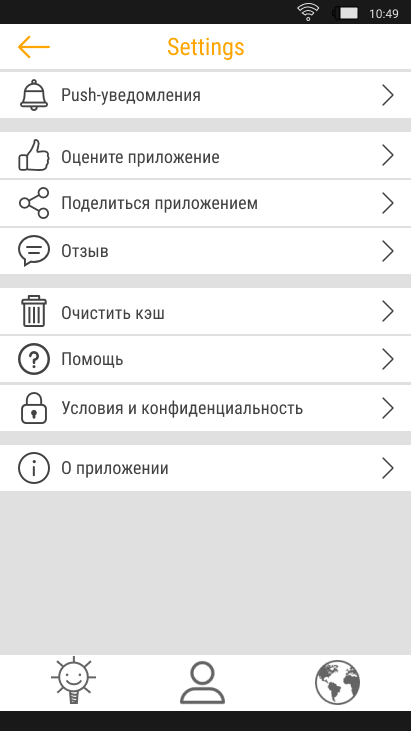 10:49
Settings
Push-уведомления
Оцените приложение
Поделиться приложением
Отзыв
Очистить кэш
Помощь
Условия и конфиденциальность
О приложении